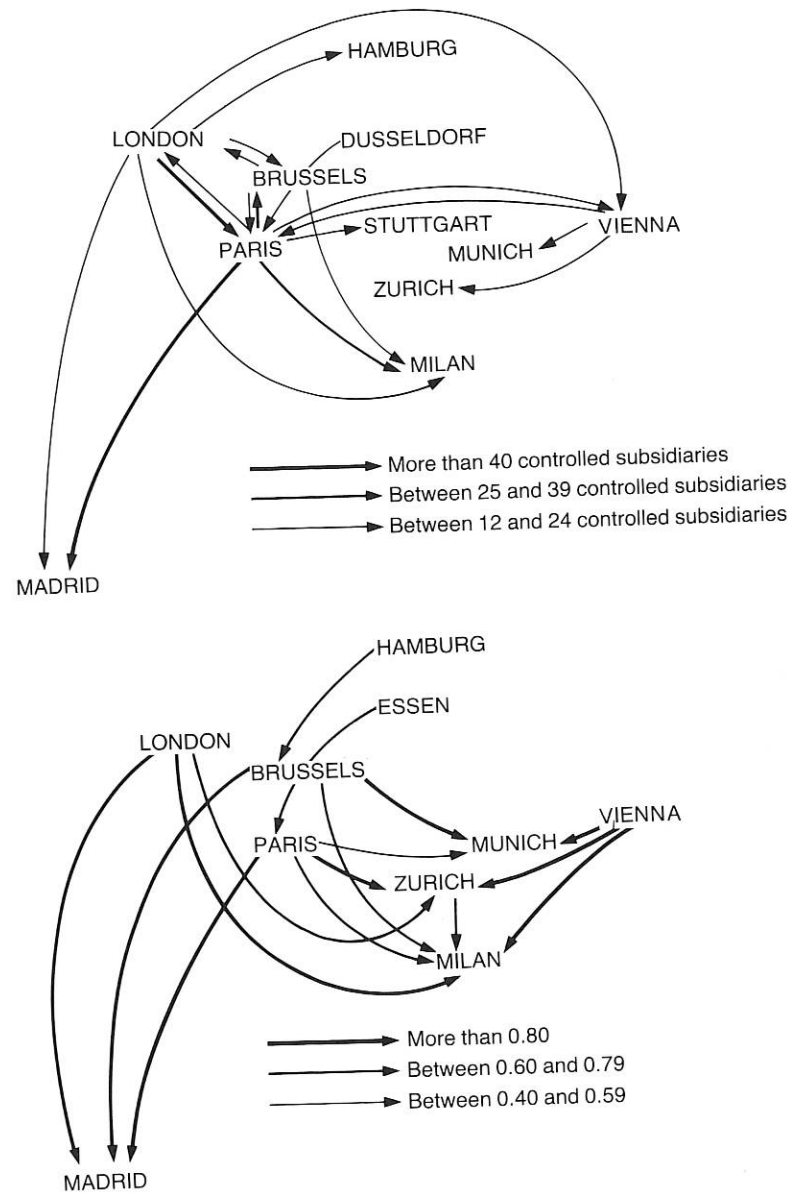 HAMBURG
LONDON
DUSSELDORF
BRUSSELS
STUTTGART
VIENNA
PARIS
MUNICH
ZURICH
MILAN
More than 40 controlled subsidiaries
Between 25 and 39 controlled subsidiaries
Between 12 and 24 controlled subsidiaries
MADRID
HAMBURG
ESSEN
LONDON
BRUSSELS
VIENNA
PARIS
MUNICH
ZURICH
MILAN
More than 0.80
Between 0.60 and 0.79
Between 0.40 and 0.59
MADRID